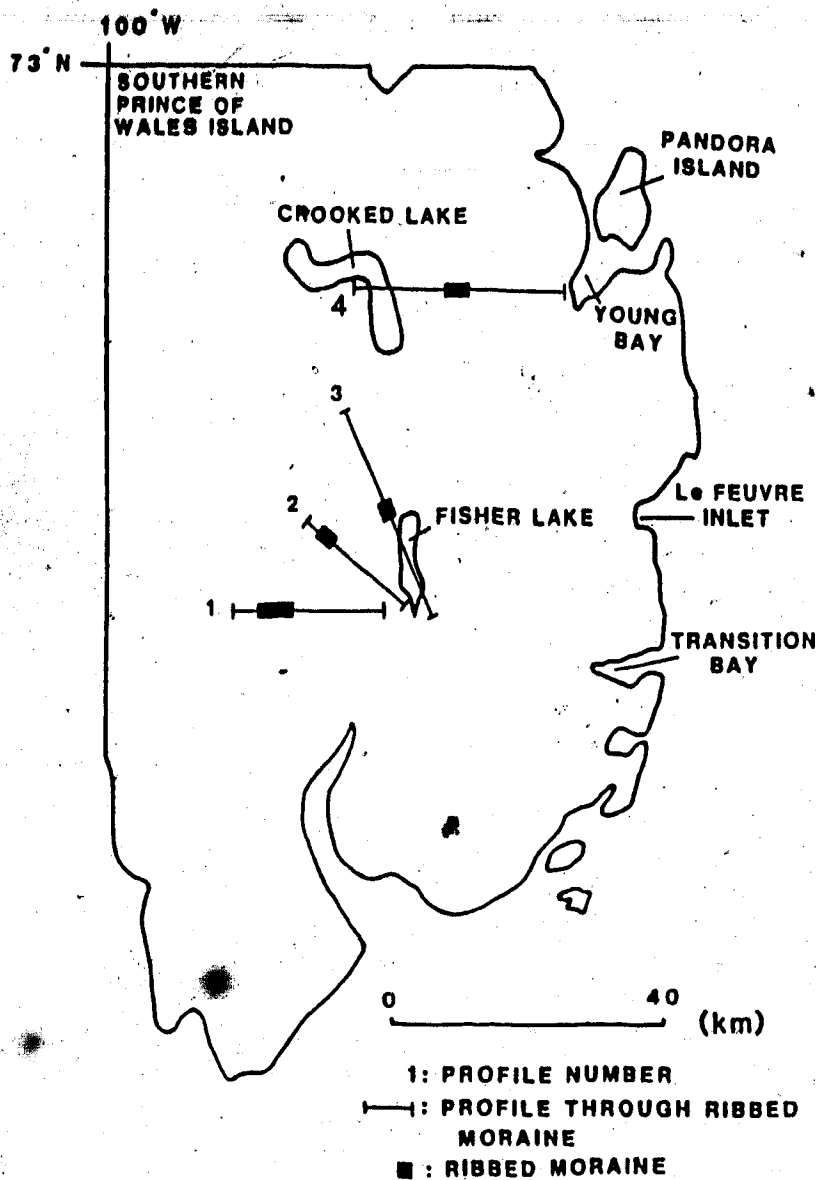 100°W
73°N
SOUTHERN
PRINCE OF
WALES ISLAND
PANDORA
ISLAND
CROOKED LAKE
4
YOUNG
BAY
3
2
FISHER LAKE
Le FEUVRE
INLET
1
TRANSITION
BAY
0 40
(km)
1: PROFILE NUMBER
: PROFILE THROUGH RIBBED
MORAINE
: RIBBED MORAINE